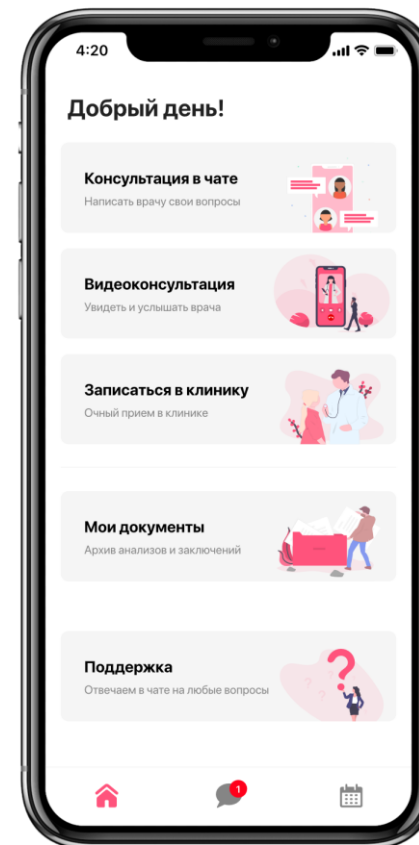 4:20
Добрый день!
Консультация в чате
Написать врачу свои вопросы
Видеоконсультация
Увидеть и услышать врача
Записаться в клинику
Очный прием в клинике
Мои документы
Архив анализов и заключений
Поддержка
Отвечаем в чате на любые вопросы
1